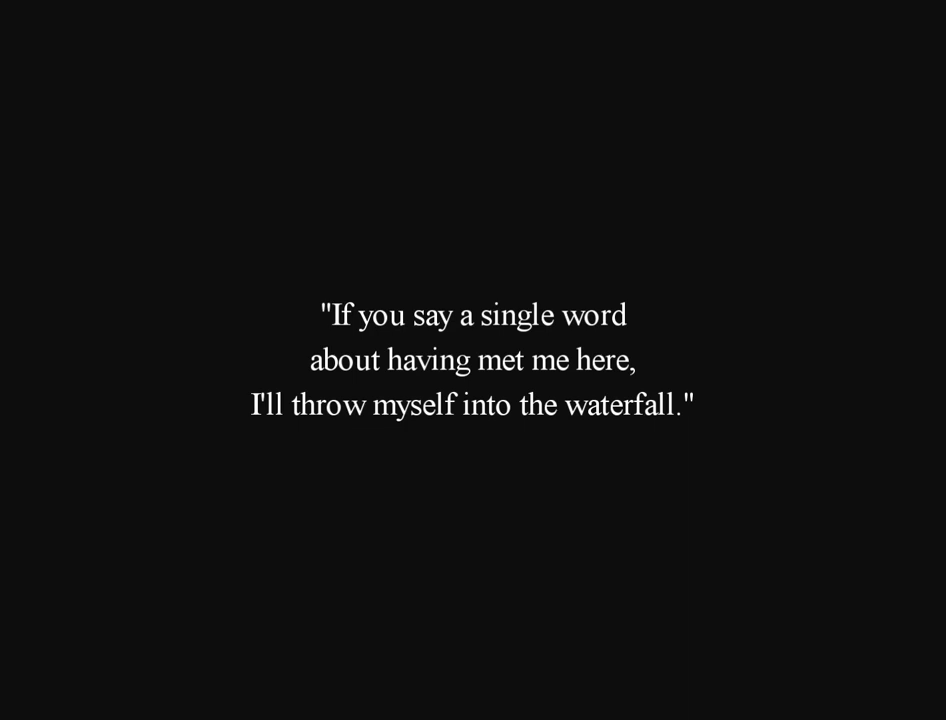 "If you say a single word
about having met me here,
I'll throw myself into the waterfall."